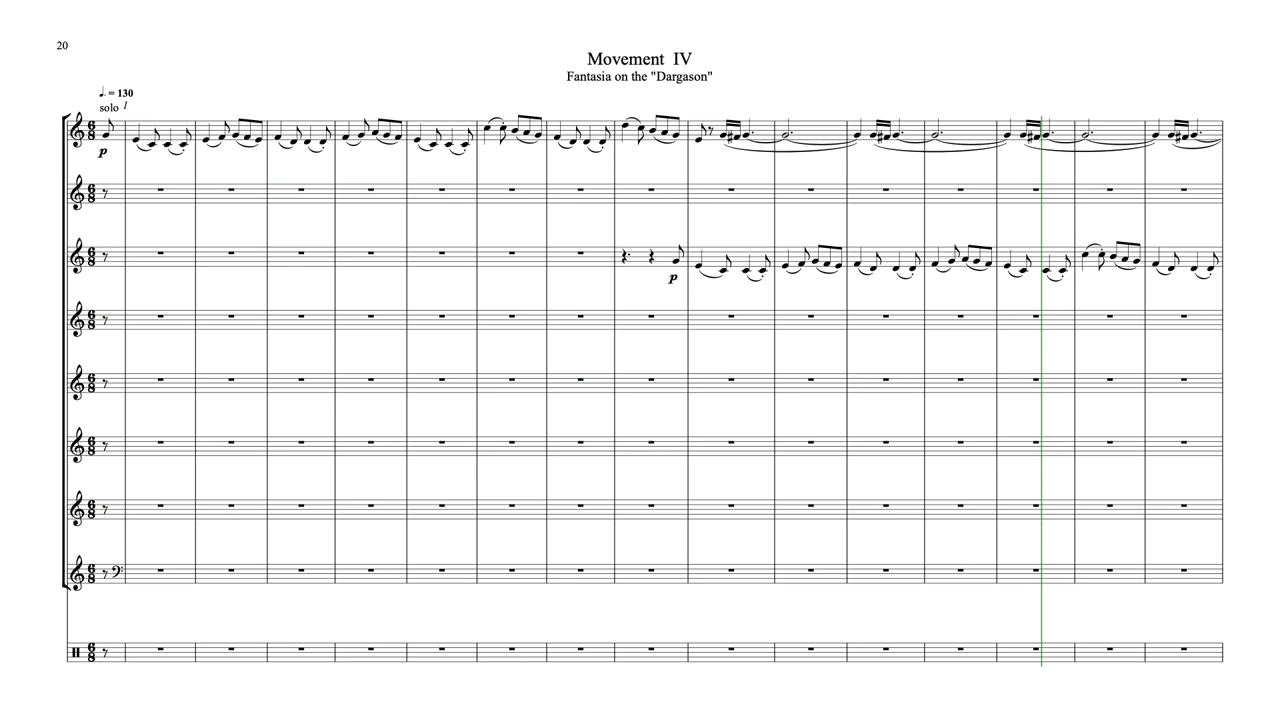 20
Movement IV
Fantasia on the "Dargason"
♩. = 130
solo 1
p
p